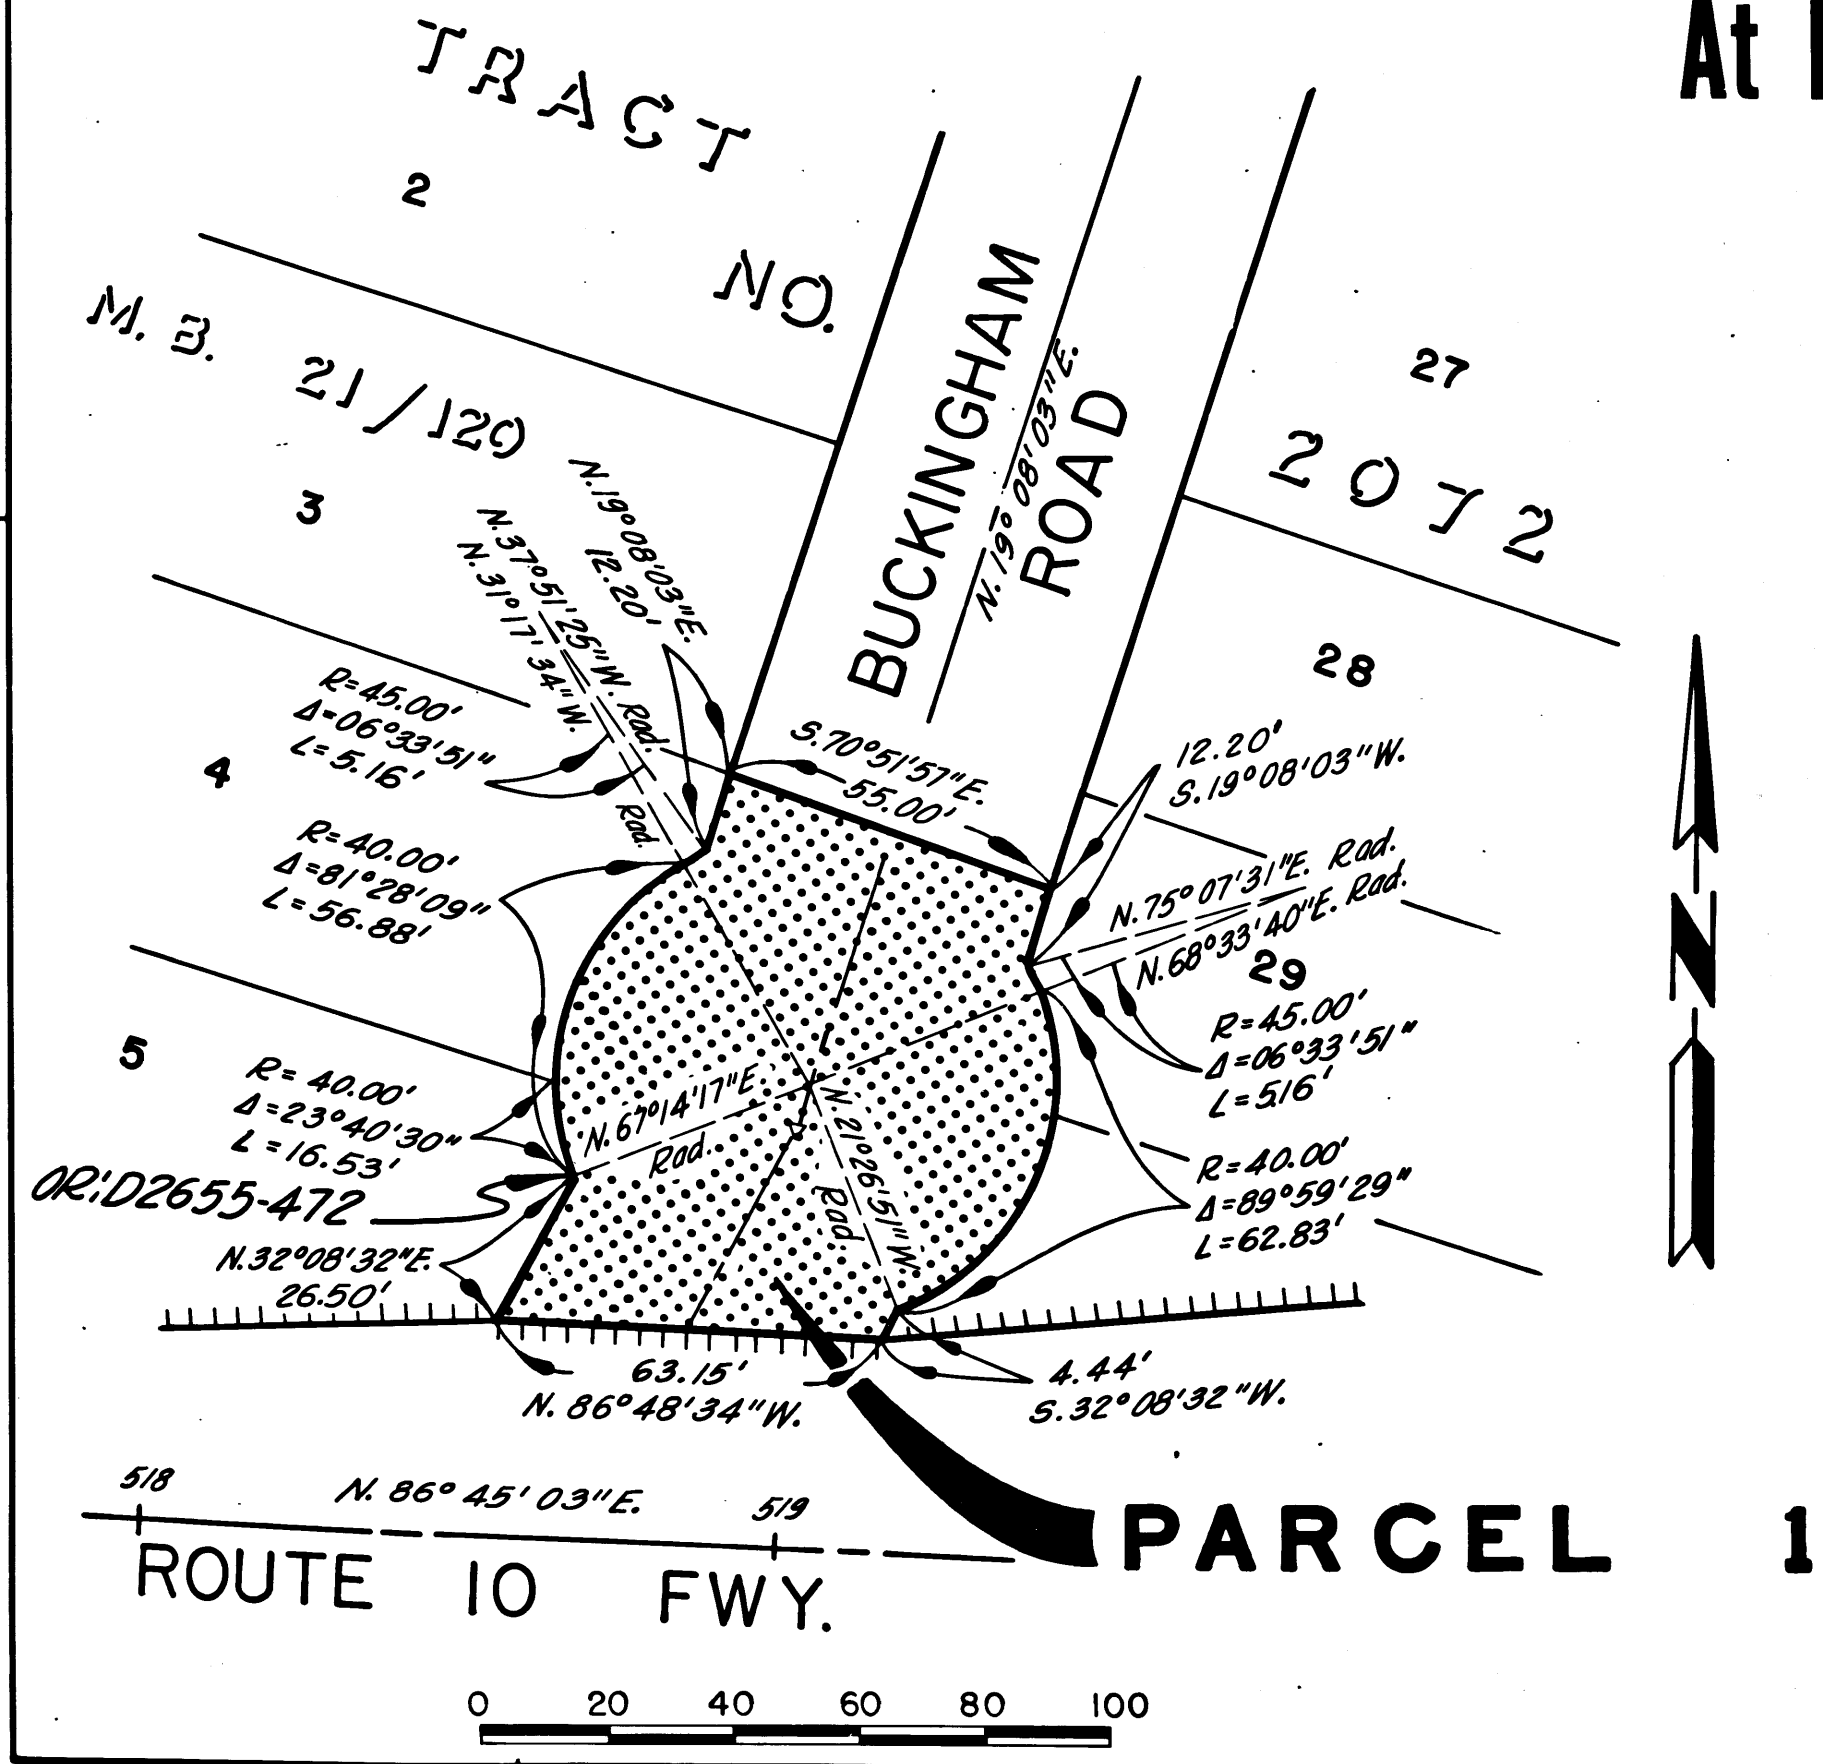 At
TRACT
2
NO.
M. B. 21/129
BUCKINGHAM
ROAD
N. 19° 08' 03" E.
27
2072
3
N. 19° 08' 03" E.
12.20'
N. 37° 51' 25" W. Rad.
N. 31° 17' 34" W. Rad.
28
R=45.00'
Δ=06° 33' 51"
L=5.16'
4
S. 70° 51' 57" E.
55.00'
12.20'
S. 19° 08' 03" W.
R=40.00'
Δ=81° 28' 09"
L=56.88'
N. 75° 07' 31" E. Rad.
N. 68° 33' 40" E. Rad.
29
R=45.00'
Δ=06° 33' 51"
L=516'
5
R= 40.00'
Δ=23° 40' 30"
L=16.53'
N. 67° 14' 17" E.
Rad.
N. 21° 26' 51" W.
Rad.
R=40.00'
Δ=89° 59' 29"
L=62.83'
OR:D2655-472
N. 32° 08' 32" E.
26.50'
63.15'
N. 86° 48' 34" W.
4.44'
S. 32° 08' 32" W.
518
N. 86° 45' 03" E.
519
ROUTE 10 FWY.
PARCEL 1
N
0 20 40 60 80 100